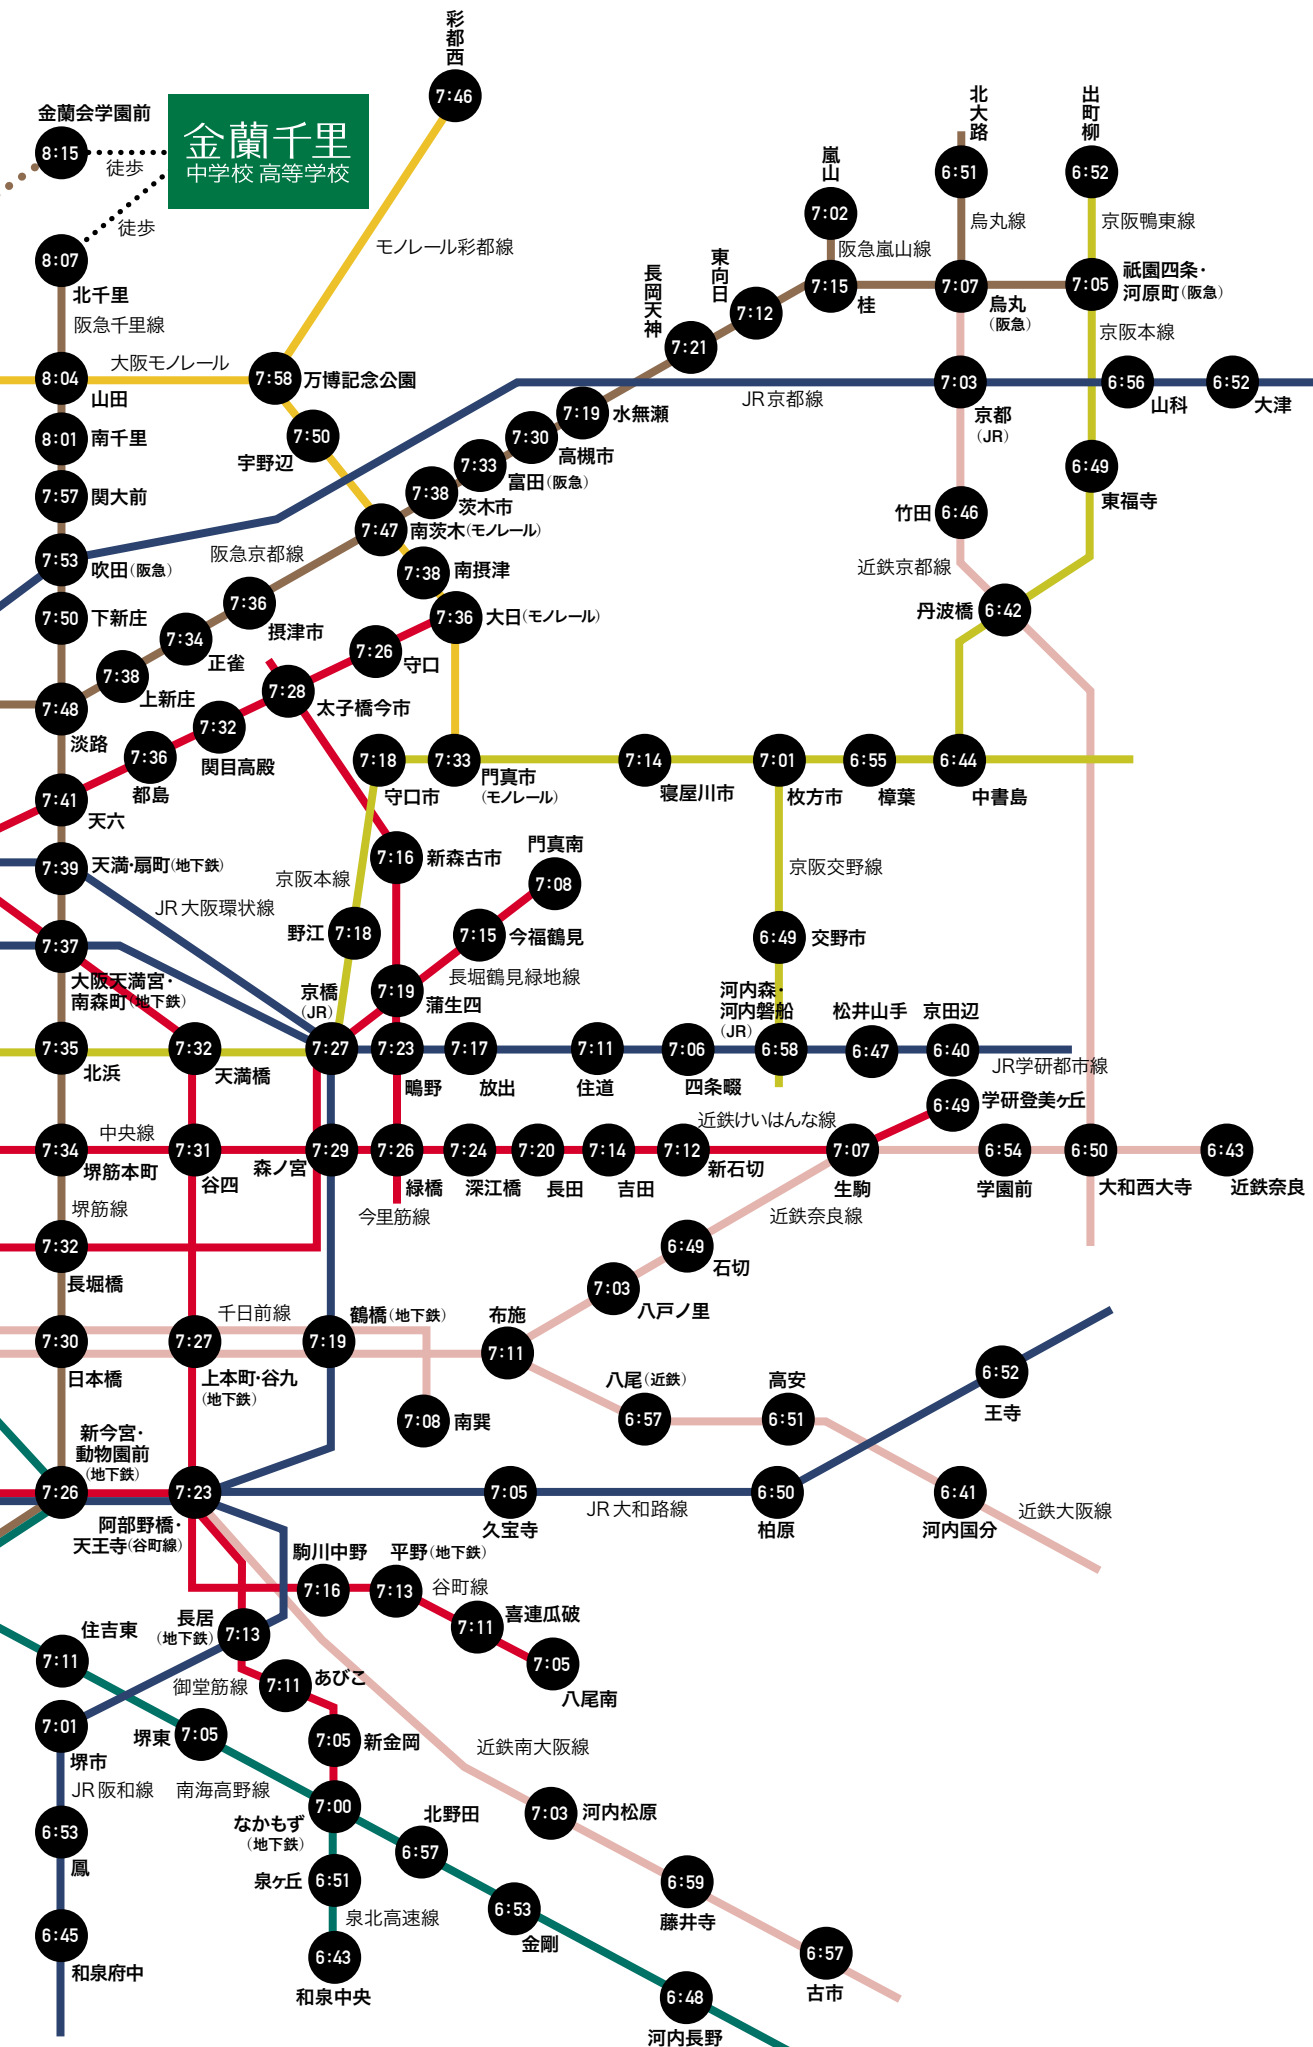 彩都西
7:46
金蘭会学園前
8:15
徒歩
金蘭千里
中学校 高等学校
徒歩
8:07
北千里
阪急千里線
モノレール彩都線
嵐山
7:02
阪急嵐山線
北大路
6:51
烏丸線
出町柳
6:52
京阪鴨東線
長岡天神
7:21
東向日
7:12
7:15
桂
7:07
烏丸
(阪急)
7:05
祇園四条・
河原町(阪急)
京阪本線
8:04
山田
大阪モノレール
7:58
万博記念公園
JR京都線
7:03
京都
(JR)
6:56
山科
6:52
大津
8:01
南千里
7:50
宇野辺
7:19
水無瀬
7:30
高槻市
7:33
富田(阪急)
7:38
茨木市
6:49
東福寺
7:57
関大前
7:47
南茨木(モノレール)
竹田
6:46
7:53
吹田(阪急)
阪急京都線
7:38
南摂津
近鉄京都線
7:50
下新庄
7:36
摂津市
7:36
大日(モノレール)
丹波橋
6:42
7:34
正雀
7:26
守口
7:38
上新庄
7:28
太子橋今市
7:48
淡路
7:32
関目高殿
7:36
都島
7:18
守口市
7:33
門真市
(モノレール)
7:14
寝屋川市
7:01
枚方市
6:55
樟葉
6:44
中書島
7:41
天六
7:39
天満・扇町(地下鉄)
JR大阪環状線
京阪本線
7:16
新森古市
門真南
7:08
京阪交野線
7:37
大阪天満宮・
南森町(地下鉄)
野江
7:18
7:15
今福鶴見
長堀鶴見緑地線
6:49
交野市
京橋
(JR)
7:19
蒲生四
河内森・
河内磐船
(JR)
松井山手
京田辺
7:35
北浜
7:32
天満橋
7:27
7:23
鴫野
7:17
放出
7:11
住道
7:06
四条畷
6:58
6:47
6:40
JR学研都市線
6:49
学研登美ヶ丘
中央線
近鉄けいはんな線
7:34
堺筋本町
7:31
谷四
森ノ宮
7:29
7:26
緑橋
7:24
深江橋
7:20
長田
7:14
吉田
7:12
新石切
7:07
生駒
6:54
学園前
6:50
大和西大寺
6:43
近鉄奈良
堺筋線
今里筋線
近鉄奈良線
7:32
長堀橋
6:49
石切
7:03
八戸ノ里
千日前線
鶴橋(地下鉄)
布施
7:30
日本橋
7:27
上本町・谷九
(地下鉄)
7:19
7:11
八尾(近鉄)
6:57
高安
6:51
6:52
王寺
7:08
南巽
新今宮・
動物園前
(地下鉄)
7:26
7:23
阿部野橋・
天王寺(谷町線)
7:05
久宝寺
JR大和路線
6:50
柏原
6:41
河内国分
近鉄大阪線
駒川中野
7:16
平野(地下鉄)
7:13
谷町線
7:11
喜連瓜破
7:05
八尾南
住吉東
7:11
長居
(地下鉄)
7:13
御堂筋線
7:11
あびこ
7:01
堺市
堺東
7:05
7:05
新金岡
近鉄南大阪線
JR阪和線
南海高野線
7:00
なかもず
(地下鉄)
北野田
6:57
7:03
河内松原
6:53
鳳
泉ヶ丘
6:51
泉北高速線
6:53
金剛
6:59
藤井寺
6:45
和泉府中
6:43
和泉中央
6:57
古市
6:48
河内長野